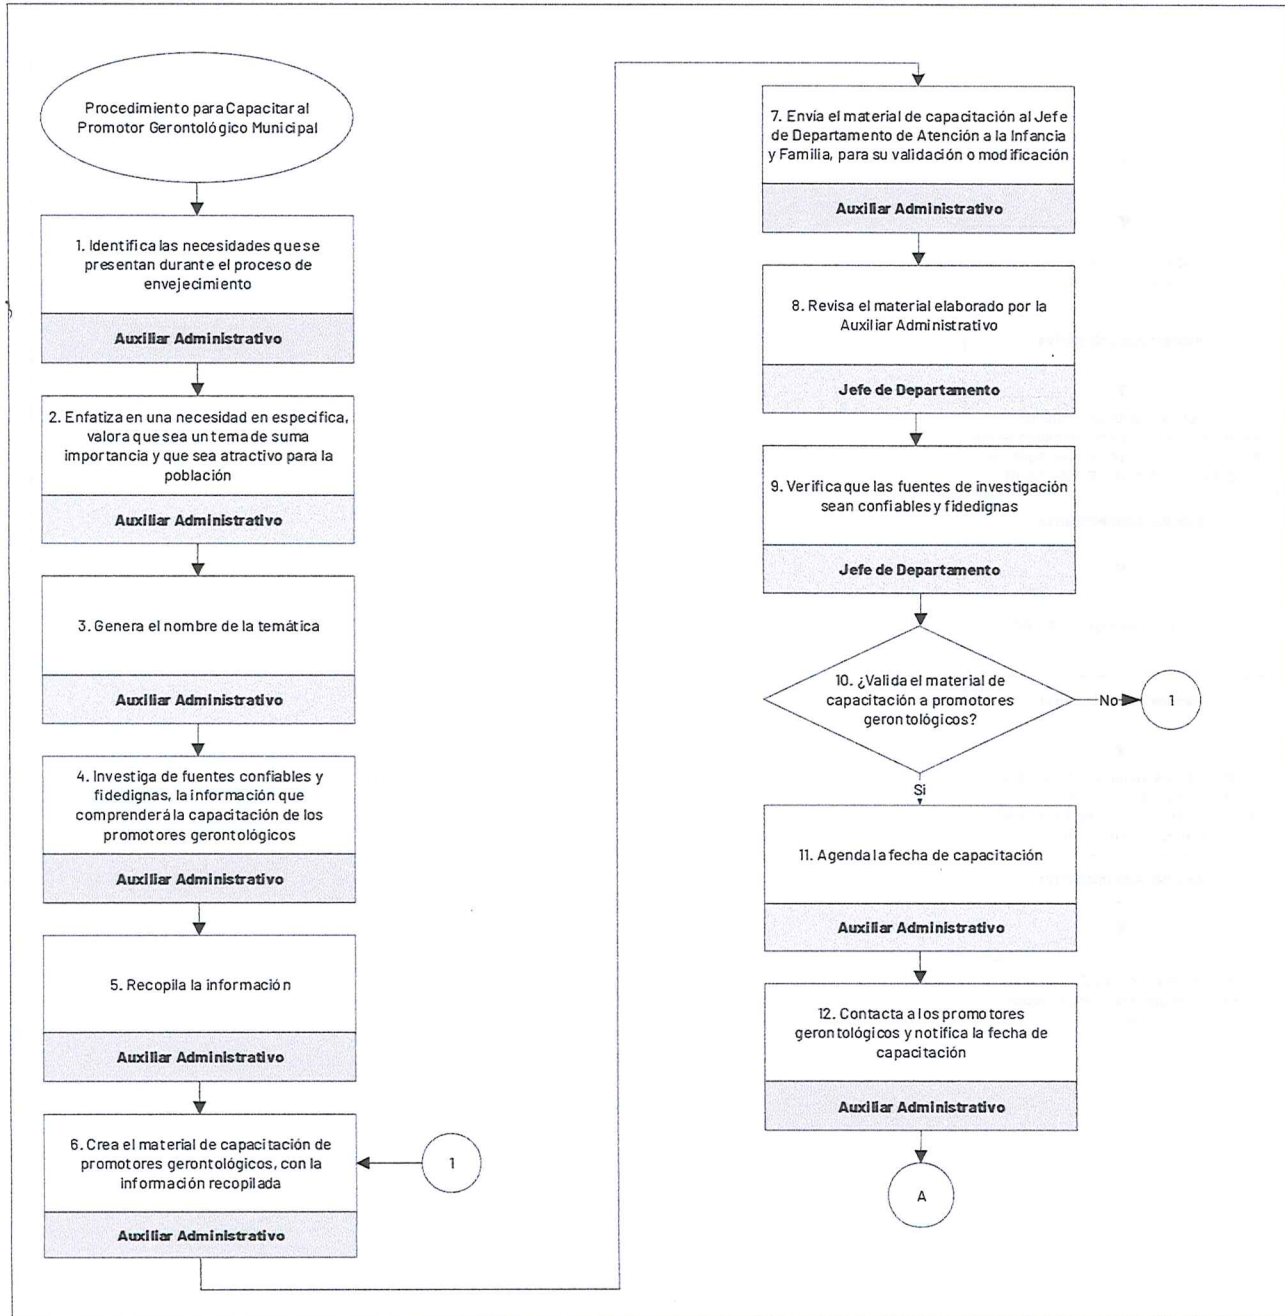 Procedimiento para Capacitar al
Promotor Gerontológico Municipal
1. Identifica las necesidades que se
presentan durante el proceso de
envejecimiento
Auxiliar Administrativo
2. Enfatiza en una necesidad en específica,
valora que sea un tema de suma
importancia y que sea atractivo para la
población
Auxiliar Administrativo
3. Genera el nombre de la temática
Auxiliar Administrativo
4. Investiga de fuentes confiables y
fidedignas, la información que
comprenderá la capacitación de los
promotores gerontológicos
Auxiliar Administrativo
5. Recopila la información
Auxiliar Administrativo
6. Crea el material de capacitación de
promotores gerontológicos, con la
información recopilada
Auxiliar Administrativo
1
7. Envía el material de capacitación al Jefe
de Departamento de Atención a la Infancia
y Familia, para su validación o modificación
Auxiliar Administrativo
8. Revisa el material elaborado por la
Auxiliar Administrativo
Jefe de Departamento
9. Verifica que las fuentes de investigación
sean confiables y fidedignas
Jefe de Departamento
10. ¿Valida el material de
capacitación a promotores
gerontológicos?
No
1
Si
11. Agenda la fecha de capacitación
Auxiliar Administrativo
12. Contacta a los promotores
gerontológicos y notifica la fecha de
capacitación
Auxiliar Administrativo
A